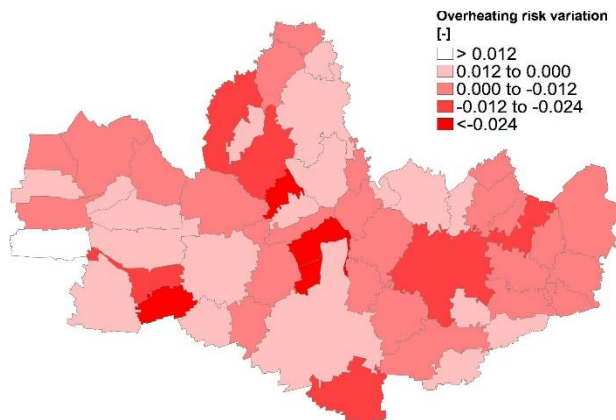 Overheating risk variation
[-]
> 0.012
0.012 to 0.000
0.000 to -0.012
-0.012 to -0.024
<-0.024